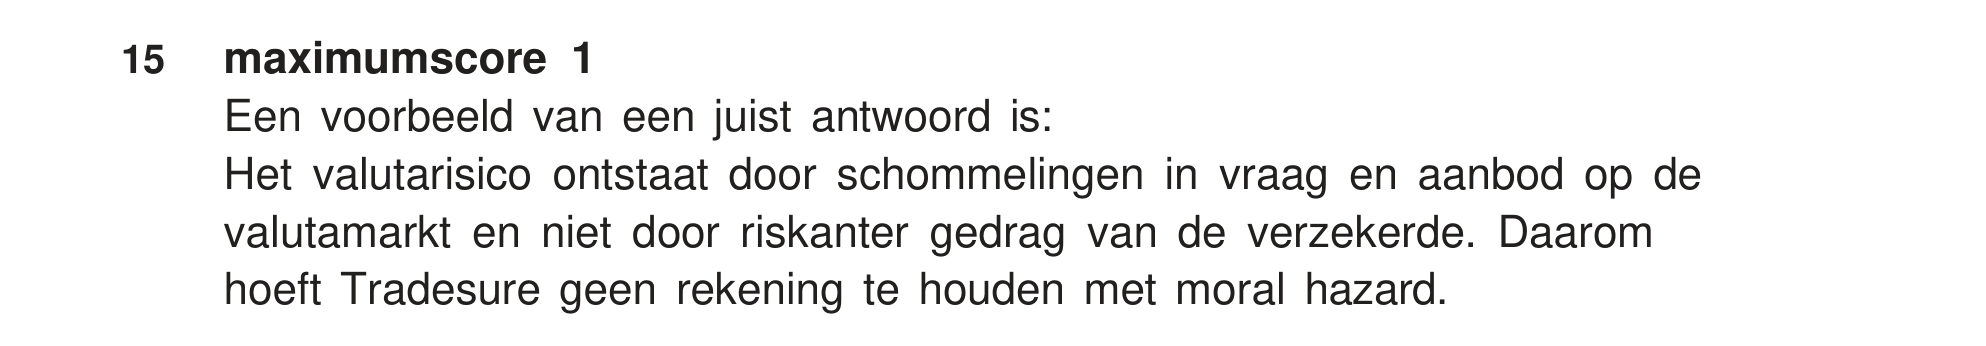 15 maximumscore 1
Een voorbeeld van een juist antwoord is:
Het valutarisico ontstaat door schommelingen in vraag en aanbod op de
valutamarkt en niet door riskanter gedrag van de verzekerde. Daarom
hoeft Tradesure geen rekening te houden met moral hazard.